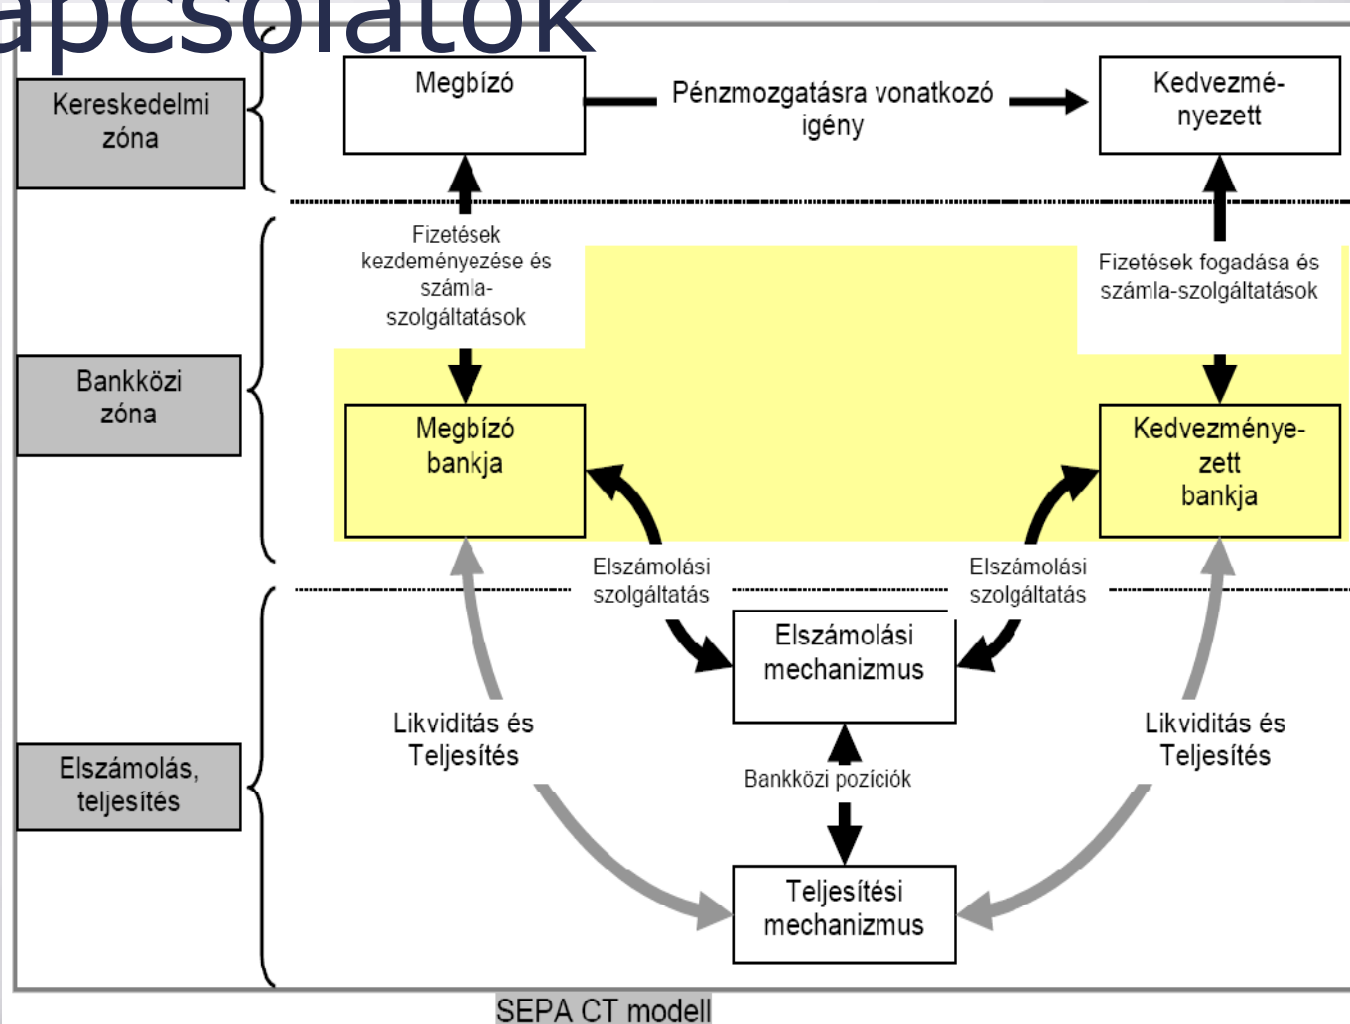 apcsolatok
Kereskedelmi
zóna
Megbízó
Pénzmozgatásra vonatkozó
igény
Kedvezmé-
nyezett
Fizetések
kezdeményezése és
számla-
szolgáltatások
Fizetések fogadása és
számla-szolgáltatások
Bankközi
zóna
Megbízó
bankja
Kedvezménye-
zett
bankja
Elszámolási
szolgáltatás
Elszámolási
szolgáltatás
Elszámolási
mechanizmus
Likviditás és
Teljesítés
Likviditás és
Teljesítés
Elszámolás,
teljesítés
Bankközi pozíciók
Teljesítési
mechanizmus
SEPA CT modell